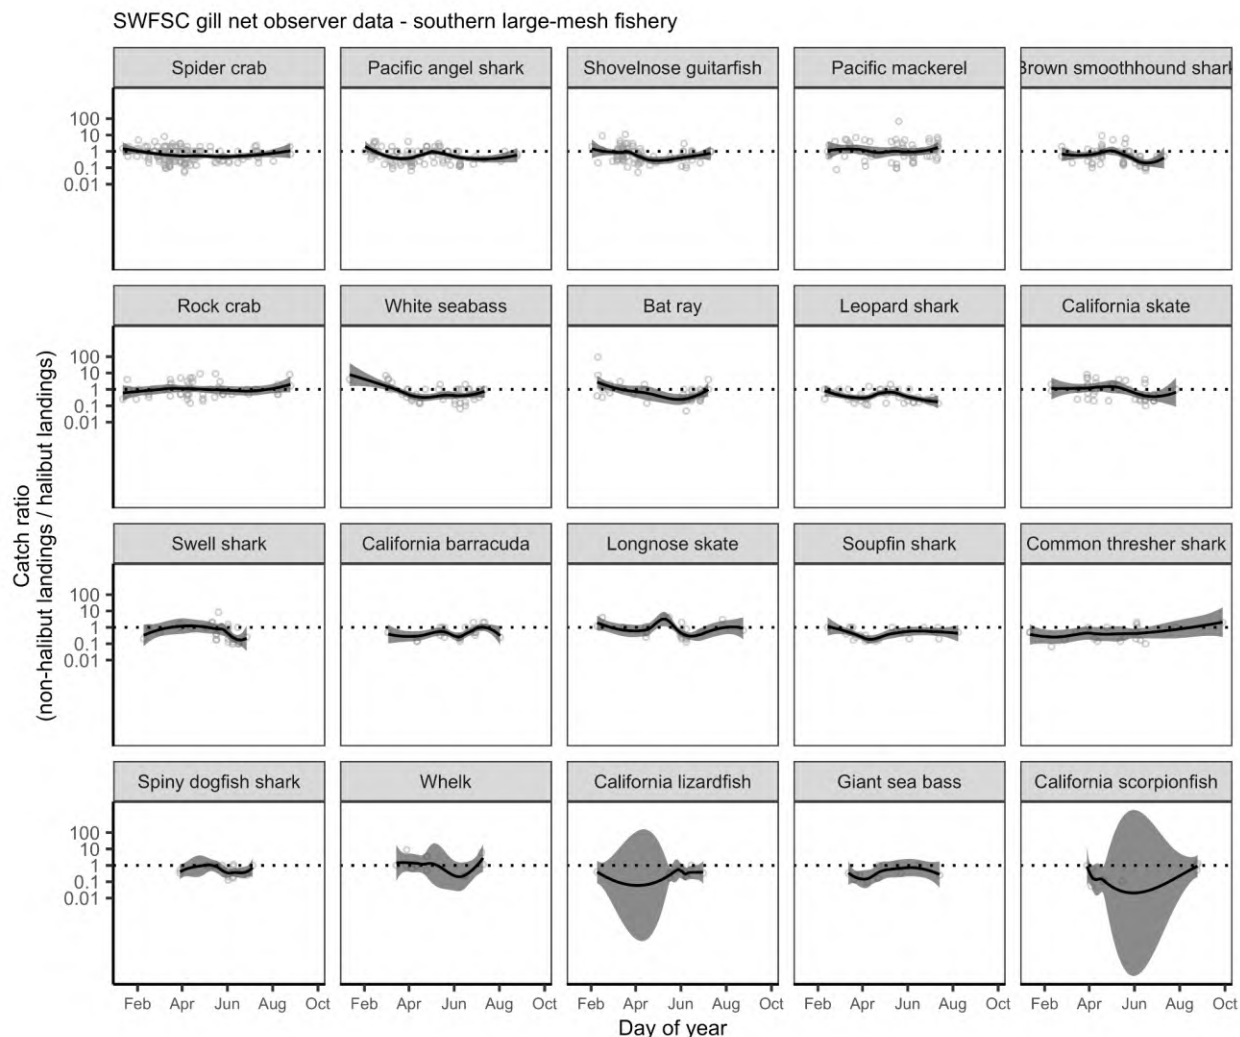 SWFSC gill net observer data - southern large-mesh fishery
Spider crab
Pacific angel shark
Shovelnose guitarfish
Pacific mackerel
Brown smoothhound shark
100
10
1
0.1
0.01
Rock crab
White seabass
Bat ray
Leopard shark
California skate
100
10
1
0.1
0.01
Catch ratio
(non-halibut landings / halibut landings)
Swell shark
California barracuda
Longnose skate
Soupfin shark
Common thresher shark
100
10
1
0.1
0.01
Spiny dogfish shark
Whelk
California lizardfish
Giant sea bass
California scorpionfish
100
10
1
0.1
0.01
Feb Apr Jun Aug Oct
Feb Apr Jun Aug Oct
Feb Apr Jun Aug Oct
Feb Apr Jun Aug Oct
Feb Apr Jun Aug Oct
Day of year